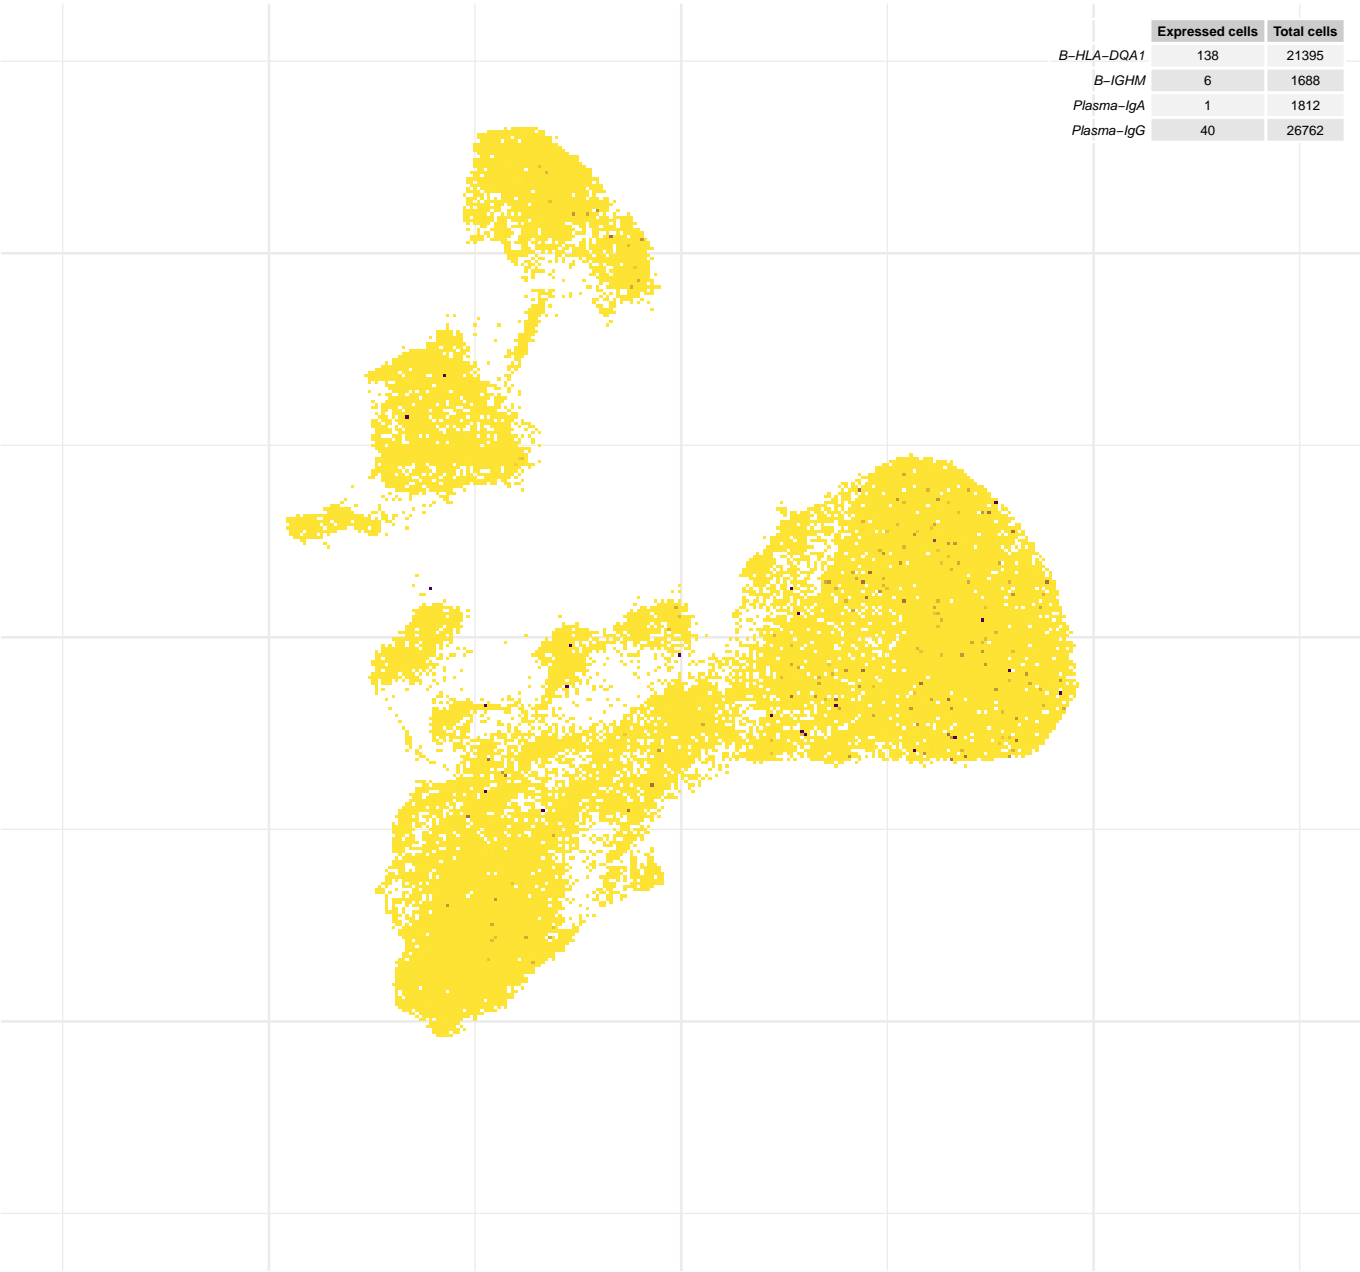 Expressed cells Total cells
B−HLA−DQA1 138 21395
B−IGHM 6 1688
Plasma−IgA 1 1812
Plasma−IgG 40 26762